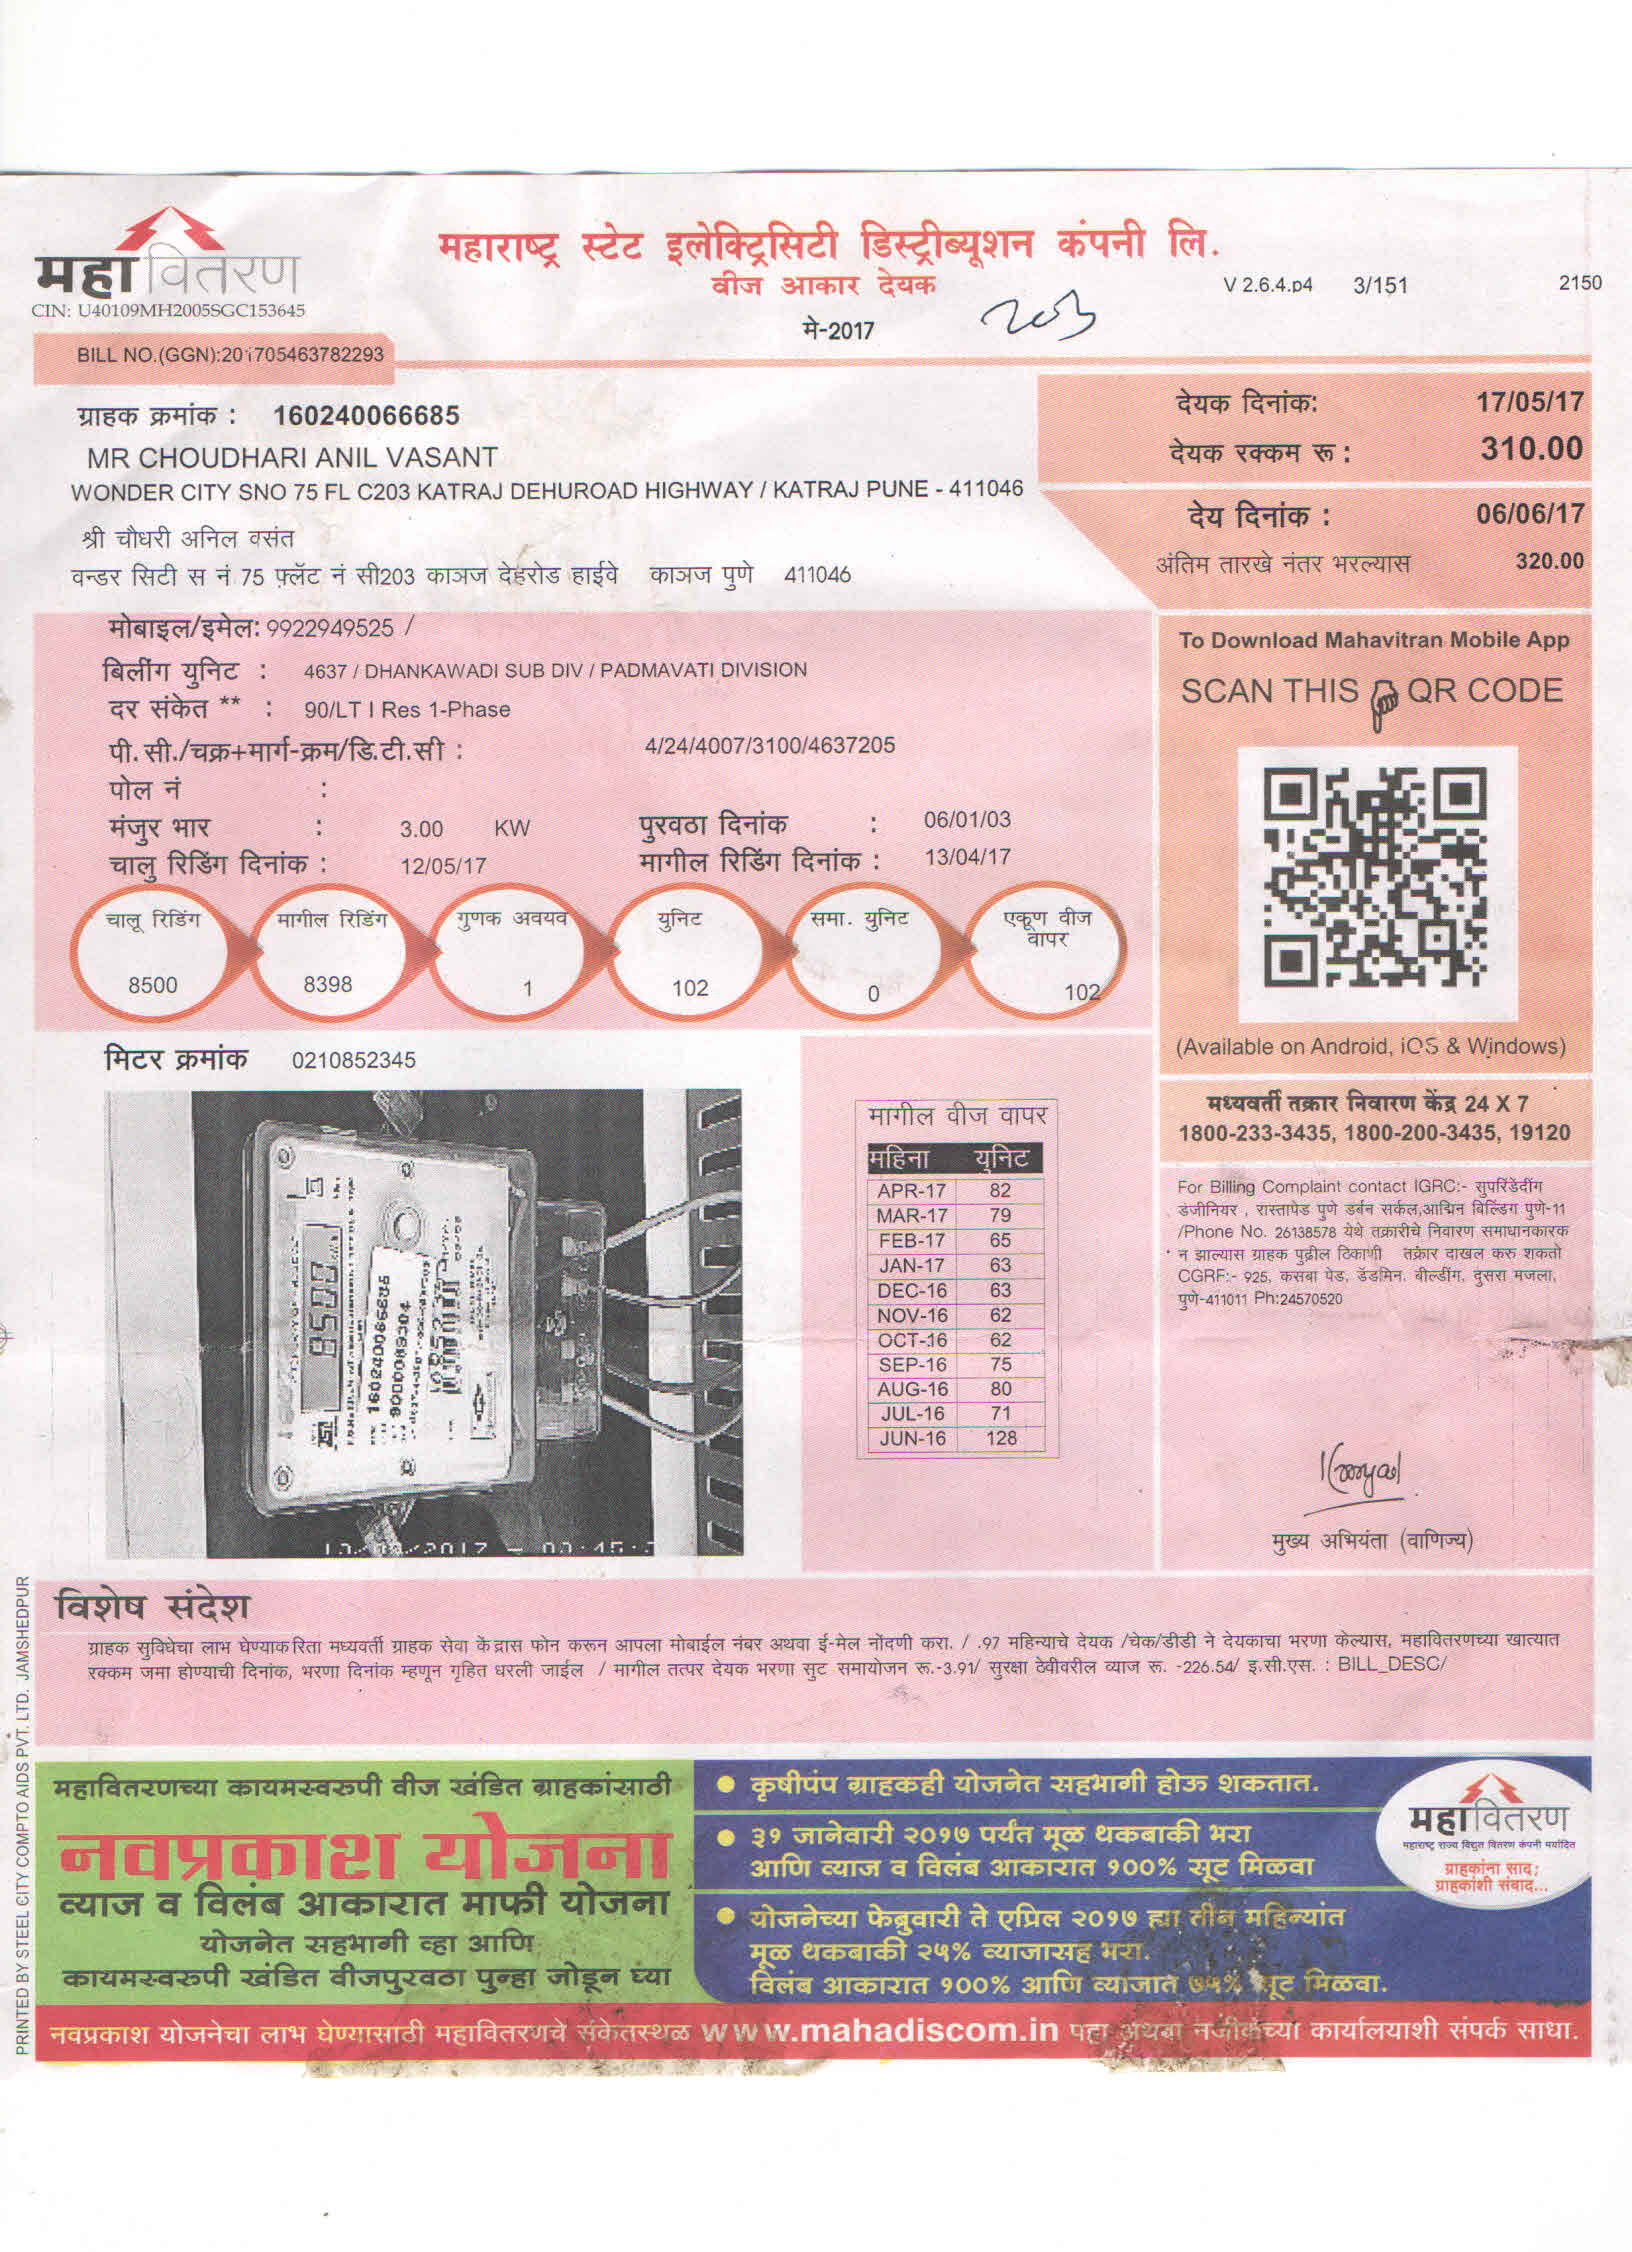 महावितरण
CIN: U40109MH2005SGC153645
महाराष्ट्र स्टेट इलेक्ट्रिसिटी डिस्ट्रीब्यूशन कंपनी लि.
वीज आकार देयक
मे-2017
203
V 2.6.4.p4 3/151 2150
BILL NO.(GGN):201705463782293
ग्राहक क्रमांक : 160240066685
MR CHOUDHARI ANIL VASANT
WONDER CITY SNO 75 FL C203 KATRAJ DEHUROAD HIGHWAY / KATRAJ PUNE - 411046
श्री चौधरी अनिल वसंत
वन्डर सिटी स नं 75 फ़्लॅट नं सी203 काञज देहरोड हाईवे काञज पुणे 411046
देयक दिनांक: 17/05/17
देयक रक्कम रू : 310.00
देय दिनांक : 06/06/17
अंतिम तारखे नंतर भरल्यास 320.00
मोबाइल/इमेल: 9922949525 /
बिलींग युनिट : 4637 / DHANKAWADI SUB DIV / PADMAVATI DIVISION
दर संकेत ** : 90/LT I Res 1-Phase
पी.सी./चक्र+मार्ग-क्रम/डि.टी.सी : 4/24/4007/3100/4637205
पोल नं :
मंजुर भार : 3.00 KW पुरवठा दिनांक : 06/01/03
चालु रिडिंग दिनांक : 12/05/17 मागील रिडिंग दिनांक : 13/04/17
चालू रिडिंग मागील रिडिंग गुणक अवयव युनिट समा. युनिट एकूण वीज वापर
8500 8398 1 102 0 102
To Download Mahavitran Mobile App
SCAN THIS QR CODE
(Available on Android, iOS & Windows)
मध्यवर्ती तक्रार निवारण केंद्र 24 X 7
1800-233-3435, 1800-200-3435, 19120
For Billing Complaint contact IGRC:- सुपरिंडेंदींग
डंजीनियर , रास्तापेड पुणे डर्बन सर्कल,आग्निन बिल्डिंग पुणे-11
/Phone No. 26138578 येथे तक्रारीचे निवारण समाधानकारक
न झाल्यास ग्राहक पुढील ठिकाणी तक्रार दाखल करु शकतो
CGRF:- 925, कसबा पेड, डॅडमिन. बील्डींग, दुसरा मजला,
पुणे-411011 Ph:24570520
मुख्य अभियंता (वाणिज्य)
मिटर क्रमांक 0210852345
08500
160240066685
मागील वीज वापर
महिना युनिट
APR-17 82
MAR-17 79
FEB-17 65
JAN-17 63
DEC-16 63
NOV-16 62
OCT-16 62
SEP-16 75
AUG-16 80
JUL-16 71
JUN-16 128
विशेष संदेश
ग्राहक सुविधेचा लाभ घेण्याकरिता मध्यवर्ती ग्राहक सेवा केंद्रास फोन करून आपला मोबाईल नंबर अथवा ई-मेल नोंदणी करा. / .97 महिन्याचे देयक /चेक/डीडी ने देयकाचा भरणा केल्यास, महावितरणच्या खात्यात
रक्कम जमा होण्याची दिनांक, भरणा दिनांक म्हणून गृहित धरली जाईल / मागील तत्पर देयक भरणा सुट समायोजन रू.-3.91/ सुरक्षा ठेवीवरील व्याज रू. -226.54/ इ.सी.एस. : BILL_DESC/
PRINTED BY STEEL CITY COMPTO AIDS PVT. LTD. JAMSHEDPUR
महावितरणच्या कायमस्वरुपी वीज खंडित ग्राहकांसाठी
नवप्रकाश योजना
व्याज व विलंब आकारात माफी योजना
योजनेत सहभागी व्हा आणि
कायमस्वरुपी खंडित वीजपुरवठा पुन्हा जोडून घ्या
कृषीपंप ग्राहकही योजनेत सहभागी होऊ शकतात.
३१ जानेवारी २०१७ पर्यंत मूळ थकबाकी भरा
आणि व्याज व विलंब आकारात १००% सूट मिळवा
योजनेच्या फेब्रुवारी ते एप्रिल २०१७ ह्या तीन महिन्यांत
मूळ थकबाकी २५% व्याजासह भरा.
विलंब आकारात १००% आणि व्याजात ७५% सूट मिळवा.
महावितरण
महाराष्ट्र राज्य विद्युत वितरण कंपनी मर्यादित
ग्राहकांना साद;
ग्राहकांशी संवाद...
नवप्रकाश योजनेचा लाभ घेण्यासाठी महावितरणचे संकेतस्थळ www.mahadiscom.in पहा अथवा नजीकच्या कार्यालयाशी संपर्क साधा.